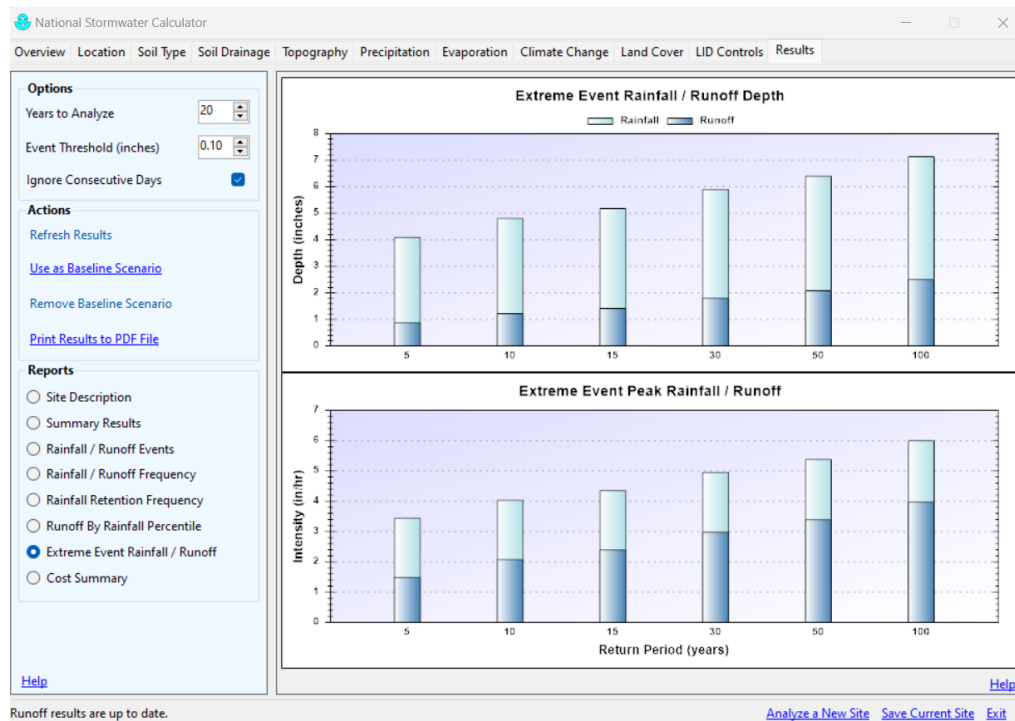 National Stormwater Calculator
Overview Location Soil Type Soil Drainage Topography Precipitation Evaporation Climate Change Land Cover LID Controls Results
Options
Years to Analyze 20
Event Threshold (inches) 0.10
Ignore Consecutive Days
Actions
Refresh Results
Use as Baseline Scenario
Remove Baseline Scenario
Print Results to PDF File
Reports
Site Description
Summary Results
Rainfall / Runoff Events
Rainfall / Runoff Frequency
Rainfall Retention Frequency
Runoff By Rainfall Percentile
Extreme Event Rainfall / Runoff
Cost Summary
Help
Extreme Event Rainfall / Runoff Depth
Rainfall Runoff
Depth (inches)
8
7
6
5
4
3
2
1
0
5 10 15 30 50 100
Extreme Event Peak Rainfall / Runoff
Intensity (in/hr)
7
6
5
4
3
2
1
0
5 10 15 30 50 100
Return Period (years)
Help
Runoff results are up to date.
Analyze a New Site Save Current Site Exit